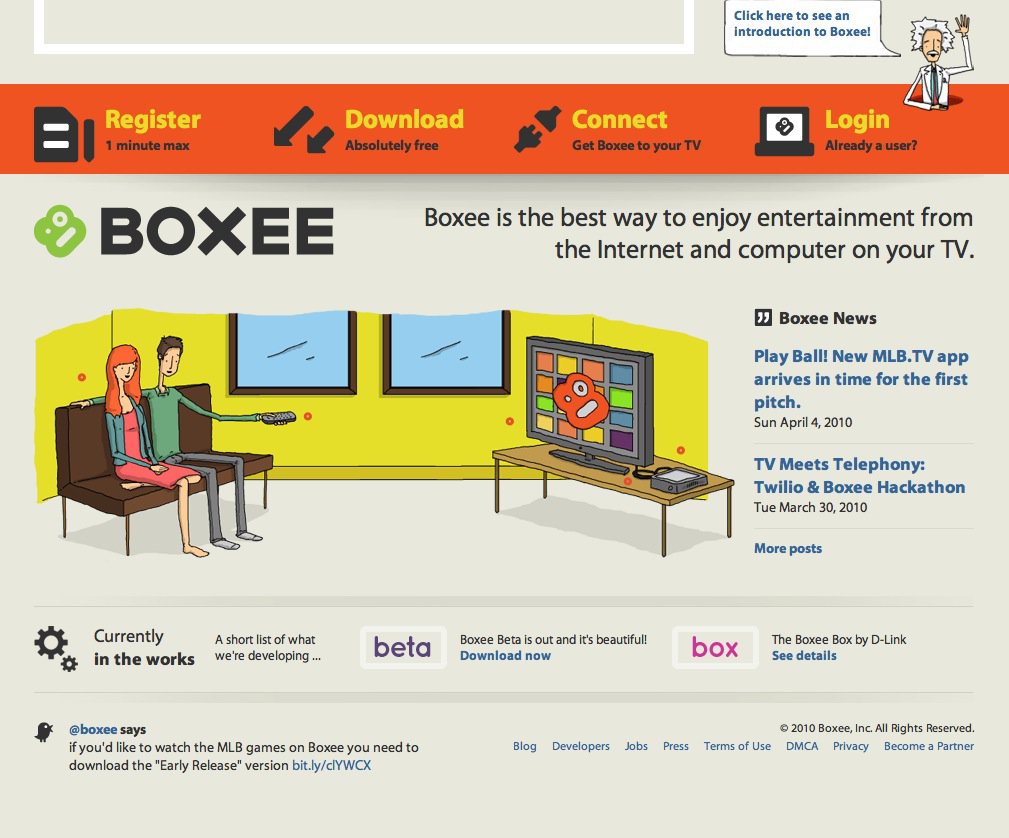 Click here to see an
introduction to Boxee!
Register
1 minute max
Download
Absolutely free
Connect
Get Boxee to your TV
Login
Already a user?
BOXEE
Boxee is the best way to enjoy entertainment from
the Internet and computer on your TV.
Boxee News
Play Ball! New MLB.TV app
arrives in time for the first
pitch.
Sun April 4, 2010
TV Meets Telephony:
Twilio & Boxee Hackathon
Tue March 30, 2010
More posts
Currently
in the works
A short list of what
we're developing ...
beta
Boxee Beta is out and it's beautiful!
Download now
box
The Boxee Box by D-Link
See details
@boxee says
if you'd like to watch the MLB games on Boxee you need to
download the "Early Release" version bit.ly/clYWCX
© 2010 Boxee, Inc. All Rights Reserved.
Blog Developers Jobs Press Terms of Use DMCA Privacy Become a Partner